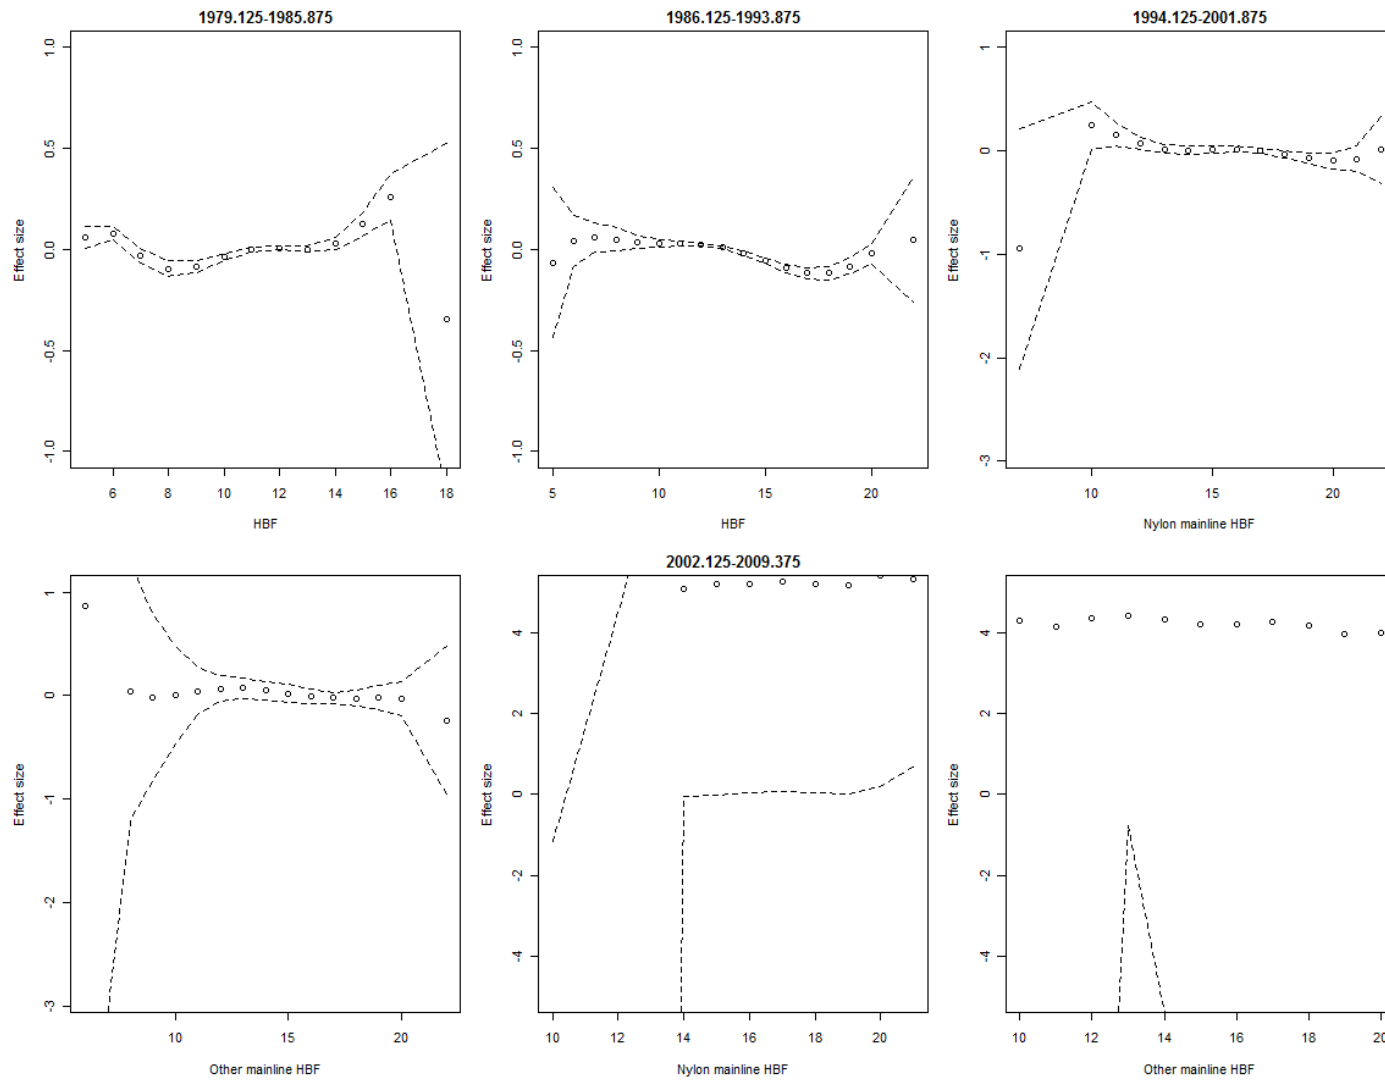 1979.125-1985.875
1.0
0.5
0.0
-0.5
-1.0
Effect size
6 8 10 12 14 16 18
HBF
1986.125-1993.875
1.0
0.5
0.0
-0.5
-1.0
Effect size
5 10 15 20
HBF
1994.125-2001.875
1
0
-1
-2
-3
Effect size
10 15 20
Nylon mainline HBF
1
0
-1
-2
-3
Effect size
10 15 20
Other mainline HBF
2002.125-2009.375
4
2
0
-2
-4
Effect size
10 12 14 16 18 20
Nylon mainline HBF
4
2
0
-2
-4
Effect size
10 12 14 16 18 20
Other mainline HBF